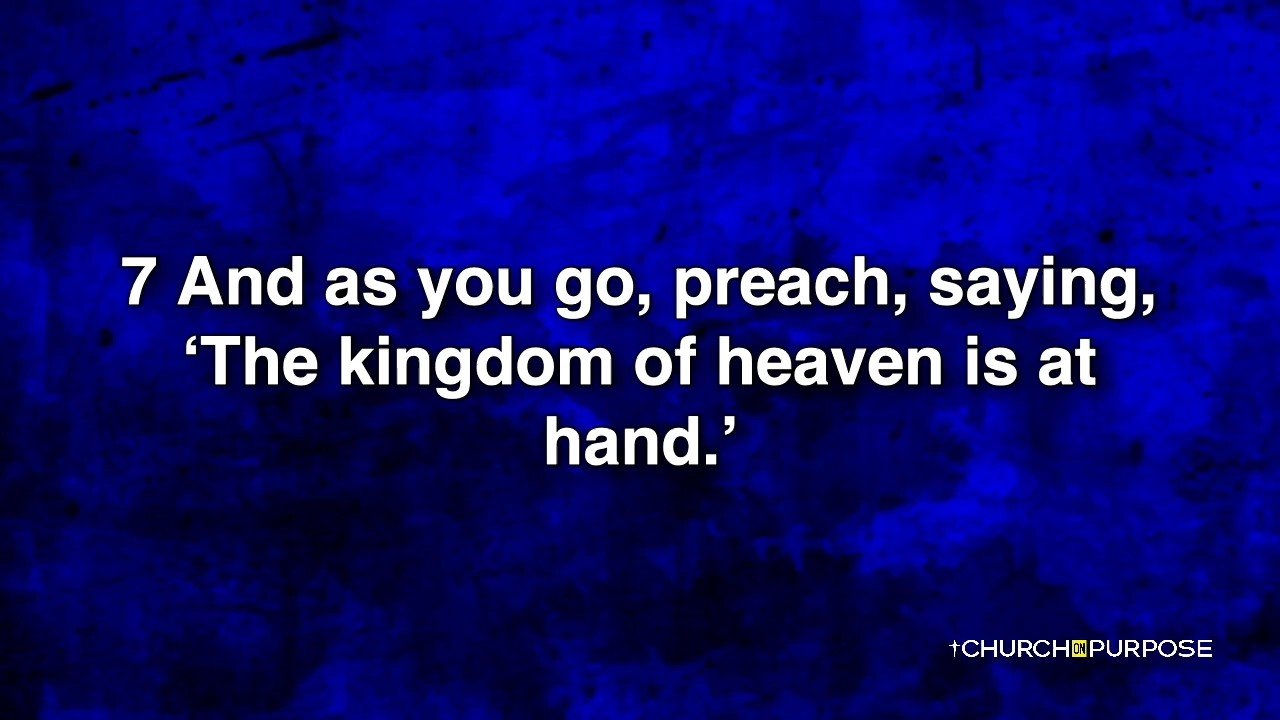 7 And as you go, preach, saying,
‘The kingdom of heaven is at
hand.’
CHURCH ON PURPOSE